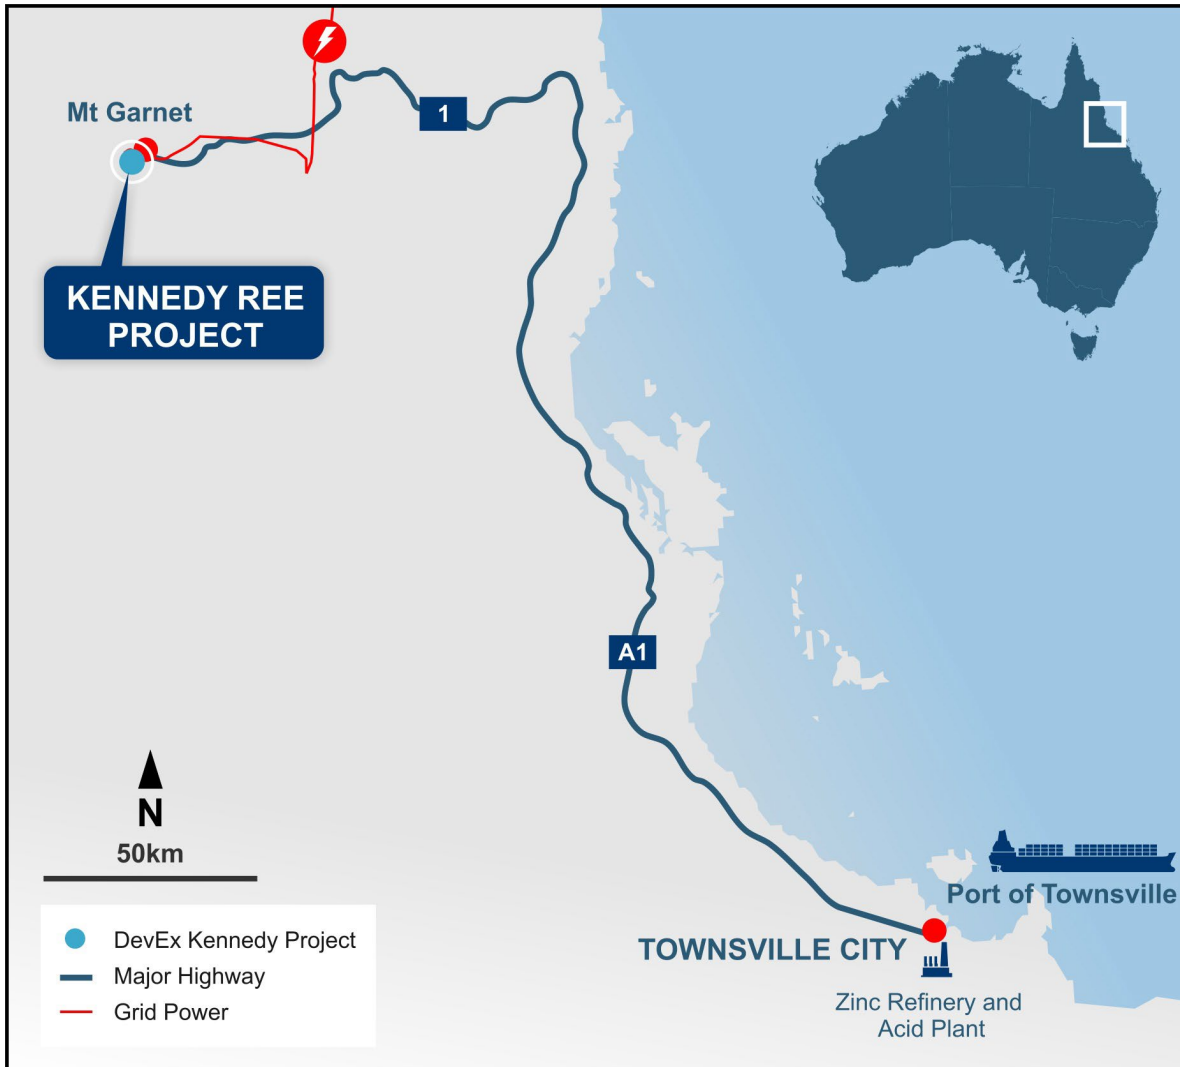 Mt Garnet
1
KENNEDY REE
PROJECT
A1
N
50km
DevEx Kennedy Project
Major Highway
Grid Power
Port of Townsville
TOWNSVILLE CITY
Zinc Refinery and
Acid Plant